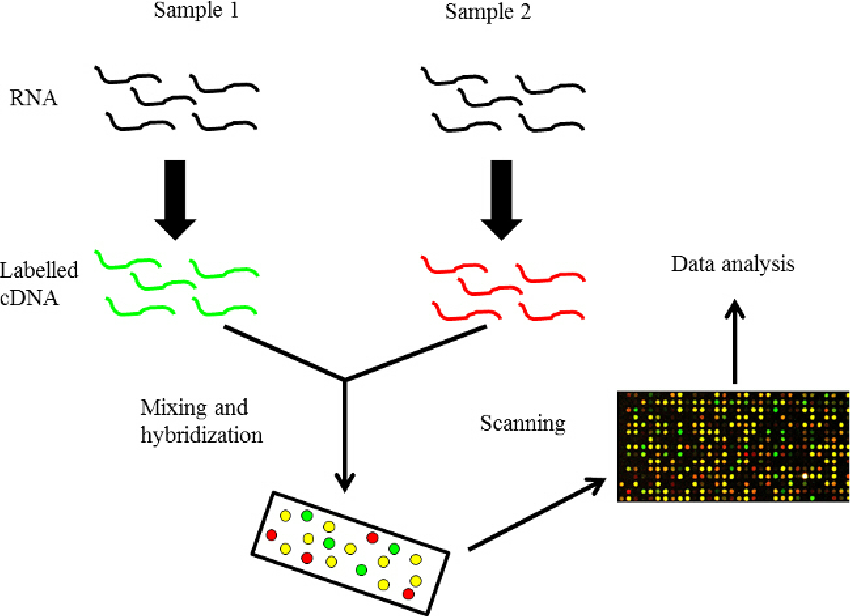 Sample 1
Sample 2
RNA
Labelled
cDNA
Data analysis
Mixing and
hybridization
Scanning